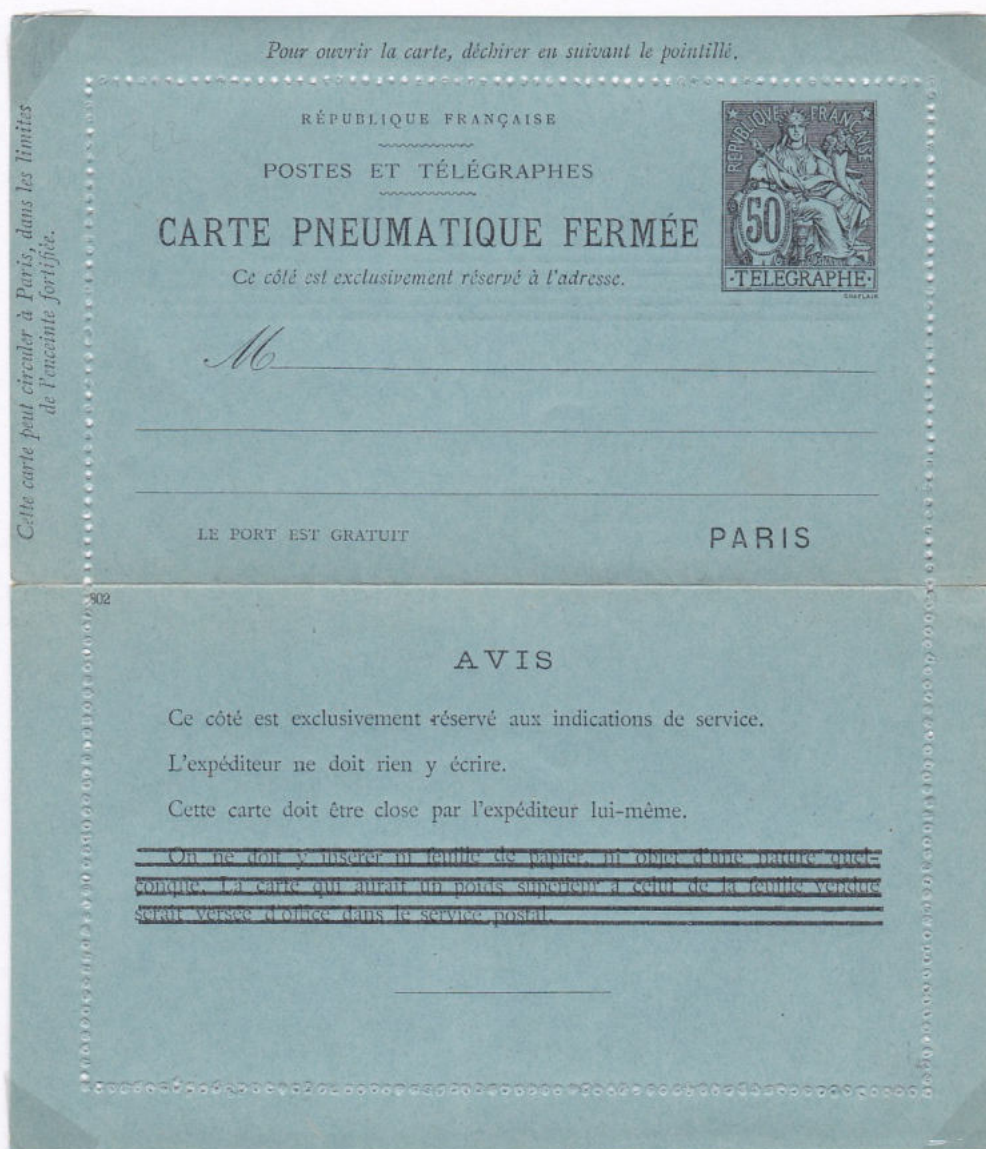 Pour ouvrir la carte, déchirer en suivant le pointillé.
Cette carte peut circuler à Paris, dans les limites
de l'enceinte fortifiée.
RÉPUBLIQUE FRANÇAISE
POSTES ET TÉLÉGRAPHES
CARTE PNEUMATIQUE FERMÉE
Ce côté est exclusivement réservé à l'adresse.
REPUBLIQUE FRANÇAISE
50
·TELEGRAPHE·
CHAPLAIN
M
LE PORT EST GRATUIT
PARIS
802
AVIS
Ce côté est exclusivement réservé aux indications de service.
L'expéditeur ne doit rien y écrire.
Cette carte doit être close par l'expéditeur lui-même.
On ne doit y insérer ni feuille de papier, ni objet d'une nature quel-
conque. La carte qui aurait un poids supérieur à celui de la feuille vendue
serait versée d'office dans le service postal.